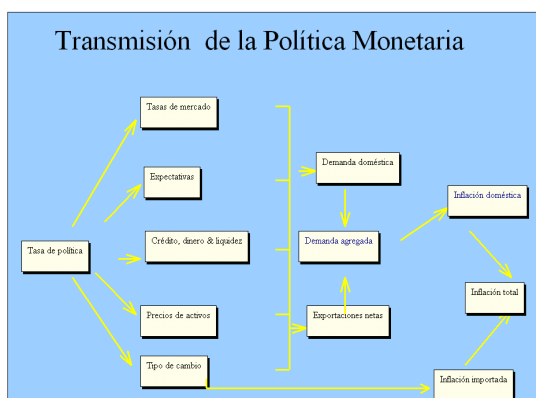 Transmisión de la Política Monetaria
Tasas de mercado
Demanda doméstica
Expectativas
Inflación doméstica
Crédito, dinero & liquidez
Demanda agregada
Tasa de política
Inflación total
Precios de activos
Exportaciones netas
Tipo de cambio
Inflación importada